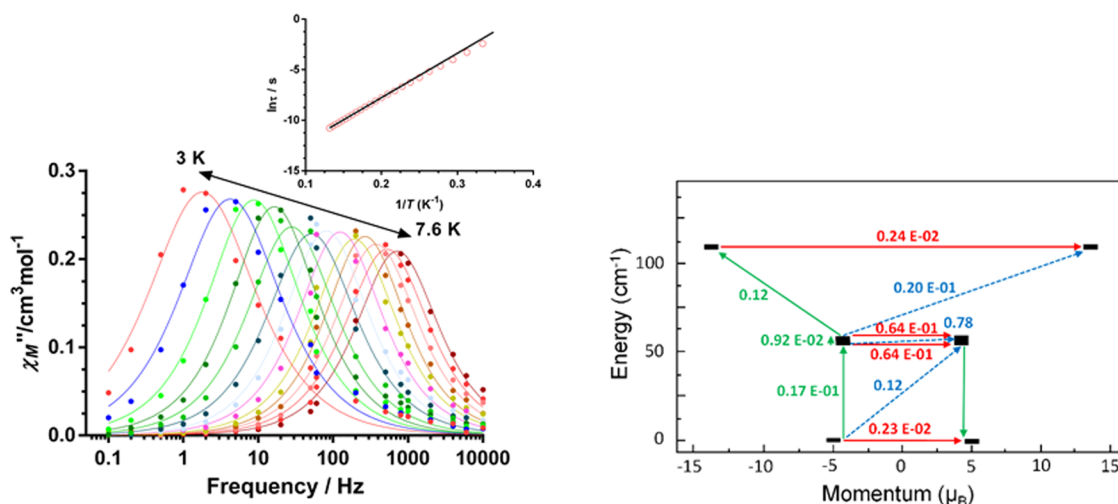 0
-5
-10
-15
lnτ / s
0.1 0.2 0.3 0.4
1/T (K⁻¹)
3 K
7.6 K
0.3
0.2
0.1
0.0
χM''/cm³mol⁻¹
0.1 1 10 100 1000 10000
Frequency / Hz
0.24 E-02
100
0.20 E-01
0.12
0.64 E-01
0.78
0.92 E-02
0.64 E-01
50
0.12
0.17 E-01
0.23 E-02
0
Energy (cm⁻¹)
-15 -10 -5 0 5 10 15
Momentum (μB)